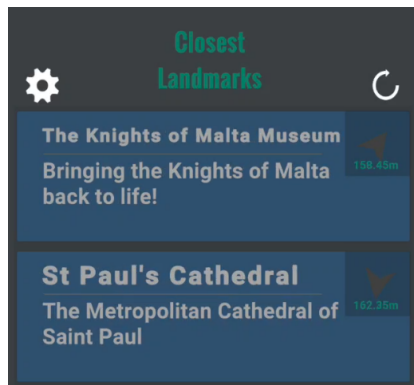 Closest
Landmarks
The Knights of Malta Museum
158.45m
Bringing the Knights of Malta
back to life!
St Paul's Cathedral
162.35m
The Metropolitan Cathedral of
Saint Paul